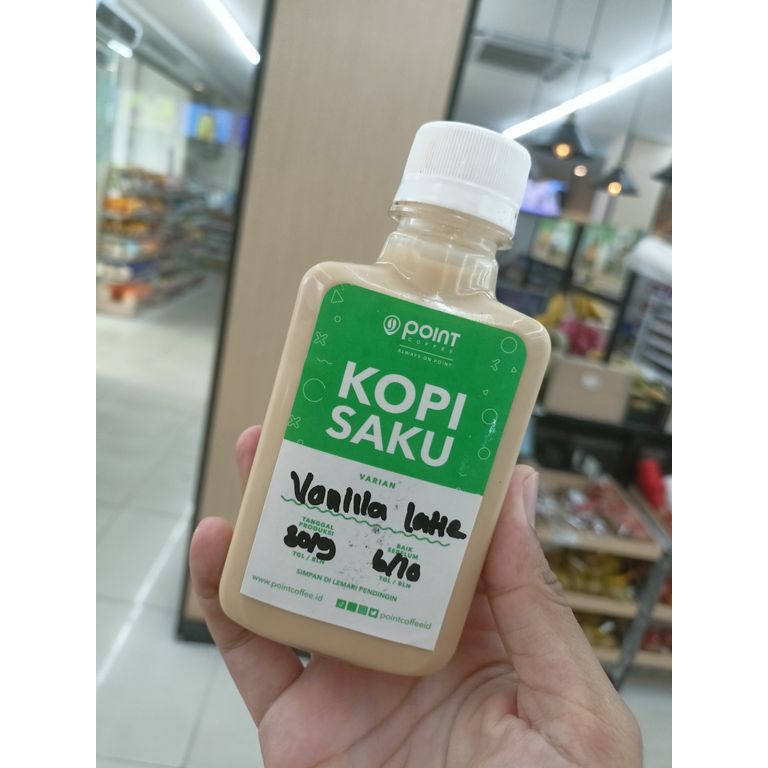 POINT
COFFEE
ALWAYS ON POINT
KOPI
SAKU
VARIAN
Vanilla Latte
TANGGAL PRODUKSI
BAIK SEBELUM
30/9
6/10
TGL / BLN
TGL / BLN
SIMPAN DI LEMARI PENDINGIN
www.pointcoffee.id
pointcoffeeid